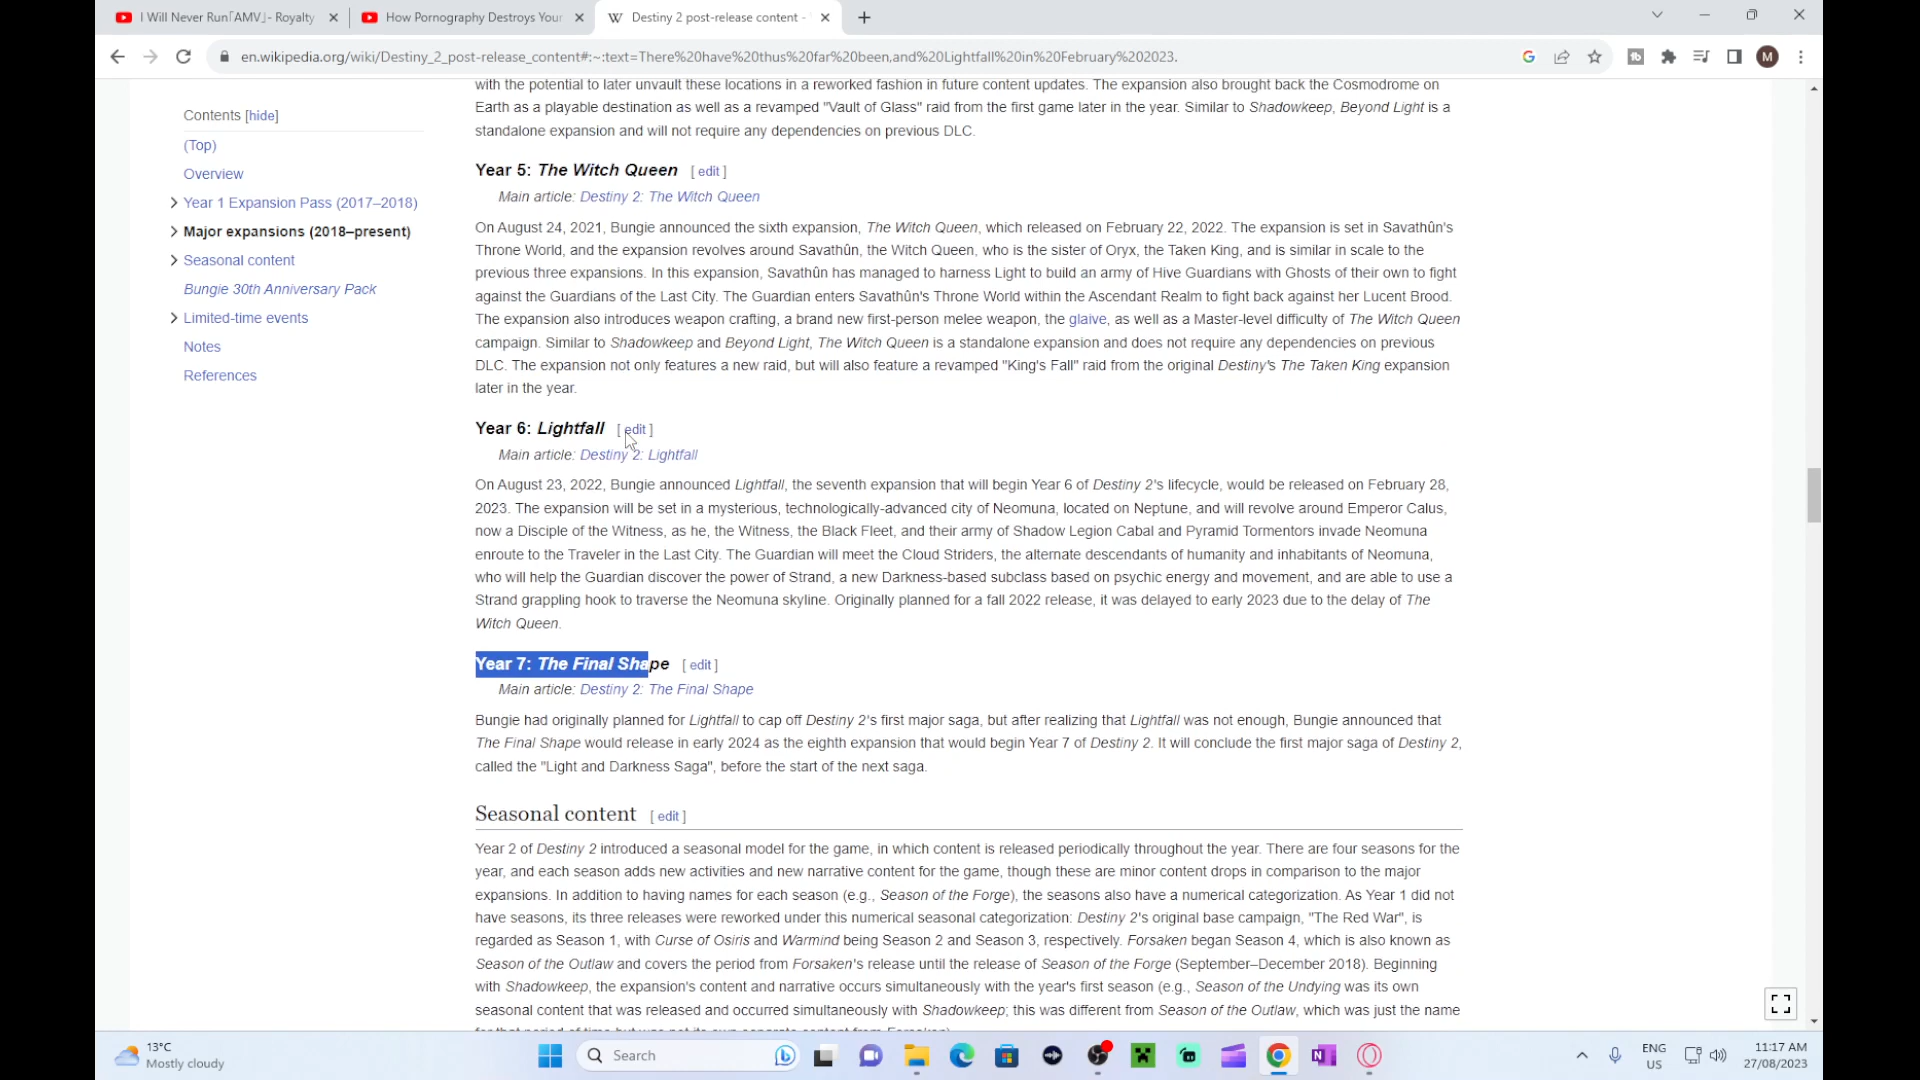 I Will Never Run「AMV」- Royalty
How Pornography Destroys Your
Destiny 2 post-release content -
en.wikipedia.org/wiki/Destiny_2_post-release_content#:~:text=There%20have%20thus%20far%20been,and%20Lightfall%20in%20February%202023.
M
Contents [hide]
(Top)
Overview
Year 1 Expansion Pass (2017–2018)
Major expansions (2018–present)
Seasonal content
Bungie 30th Anniversary Pack
Limited-time events
Notes
References
with the potential to later unvault these locations in a reworked fashion in future content updates. The expansion also brought back the Cosmodrome on
Earth as a playable destination as well as a revamped "Vault of Glass" raid from the first game later in the year. Similar to Shadowkeep, Beyond Light is a
standalone expansion and will not require any dependencies on previous DLC.
Year 5: The Witch Queen [ edit ]
Main article: Destiny 2: The Witch Queen
On August 24, 2021, Bungie announced the sixth expansion, The Witch Queen, which released on February 22, 2022. The expansion is set in Savathûn's
Throne World, and the expansion revolves around Savathûn, the Witch Queen, who is the sister of Oryx, the Taken King, and is similar in scale to the
previous three expansions. In this expansion, Savathûn has managed to harness Light to build an army of Hive Guardians with Ghosts of their own to fight
against the Guardians of the Last City. The Guardian enters Savathûn's Throne World within the Ascendant Realm to fight back against her Lucent Brood.
The expansion also introduces weapon crafting, a brand new first-person melee weapon, the glaive, as well as a Master-level difficulty of The Witch Queen
campaign. Similar to Shadowkeep and Beyond Light, The Witch Queen is a standalone expansion and does not require any dependencies on previous
DLC. The expansion not only features a new raid, but will also feature a revamped "King's Fall" raid from the original Destiny's The Taken King expansion
later in the year.
Year 6: Lightfall [ edit ]
Main article: Destiny 2: Lightfall
On August 23, 2022, Bungie announced Lightfall, the seventh expansion that will begin Year 6 of Destiny 2's lifecycle, would be released on February 28,
2023. The expansion will be set in a mysterious, technologically-advanced city of Neomuna, located on Neptune, and will revolve around Emperor Calus,
now a Disciple of the Witness, as he, the Witness, the Black Fleet, and their army of Shadow Legion Cabal and Pyramid Tormentors invade Neomuna
enroute to the Traveler in the Last City. The Guardian will meet the Cloud Striders, the alternate descendants of humanity and inhabitants of Neomuna,
who will help the Guardian discover the power of Strand, a new Darkness-based subclass based on psychic energy and movement, and are able to use a
Strand grappling hook to traverse the Neomuna skyline. Originally planned for a fall 2022 release, it was delayed to early 2023 due to the delay of The
Witch Queen.
Year 7: The Final Shape [ edit ]
Main article: Destiny 2: The Final Shape
Bungie had originally planned for Lightfall to cap off Destiny 2's first major saga, but after realizing that Lightfall was not enough, Bungie announced that
The Final Shape would release in early 2024 as the eighth expansion that would begin Year 7 of Destiny 2. It will conclude the first major saga of Destiny 2,
called the "Light and Darkness Saga", before the start of the next saga.
Seasonal content [ edit ]
Year 2 of Destiny 2 introduced a seasonal model for the game, in which content is released periodically throughout the year. There are four seasons for the
year, and each season adds new activities and new narrative content for the game, though these are minor content drops in comparison to the major
expansions. In addition to having names for each season (e.g., Season of the Forge), the seasons also have a numerical categorization. As Year 1 did not
have seasons, its three releases were reworked under this numerical seasonal categorization: Destiny 2's original base campaign, "The Red War", is
regarded as Season 1, with Curse of Osiris and Warmind being Season 2 and Season 3, respectively. Forsaken began Season 4, which is also known as
Season of the Outlaw and covers the period from Forsaken's release until the release of Season of the Forge (September–December 2018). Beginning
with Shadowkeep, the expansion's content and narrative occurs simultaneously with the year's first season (e.g., Season of the Undying was its own
seasonal content that was released and occurred simultaneously with Shadowkeep; this was different from Season of the Outlaw, which was just the name
13°C
Mostly cloudy
Search
ENG
US
11:17 AM
27/08/2023